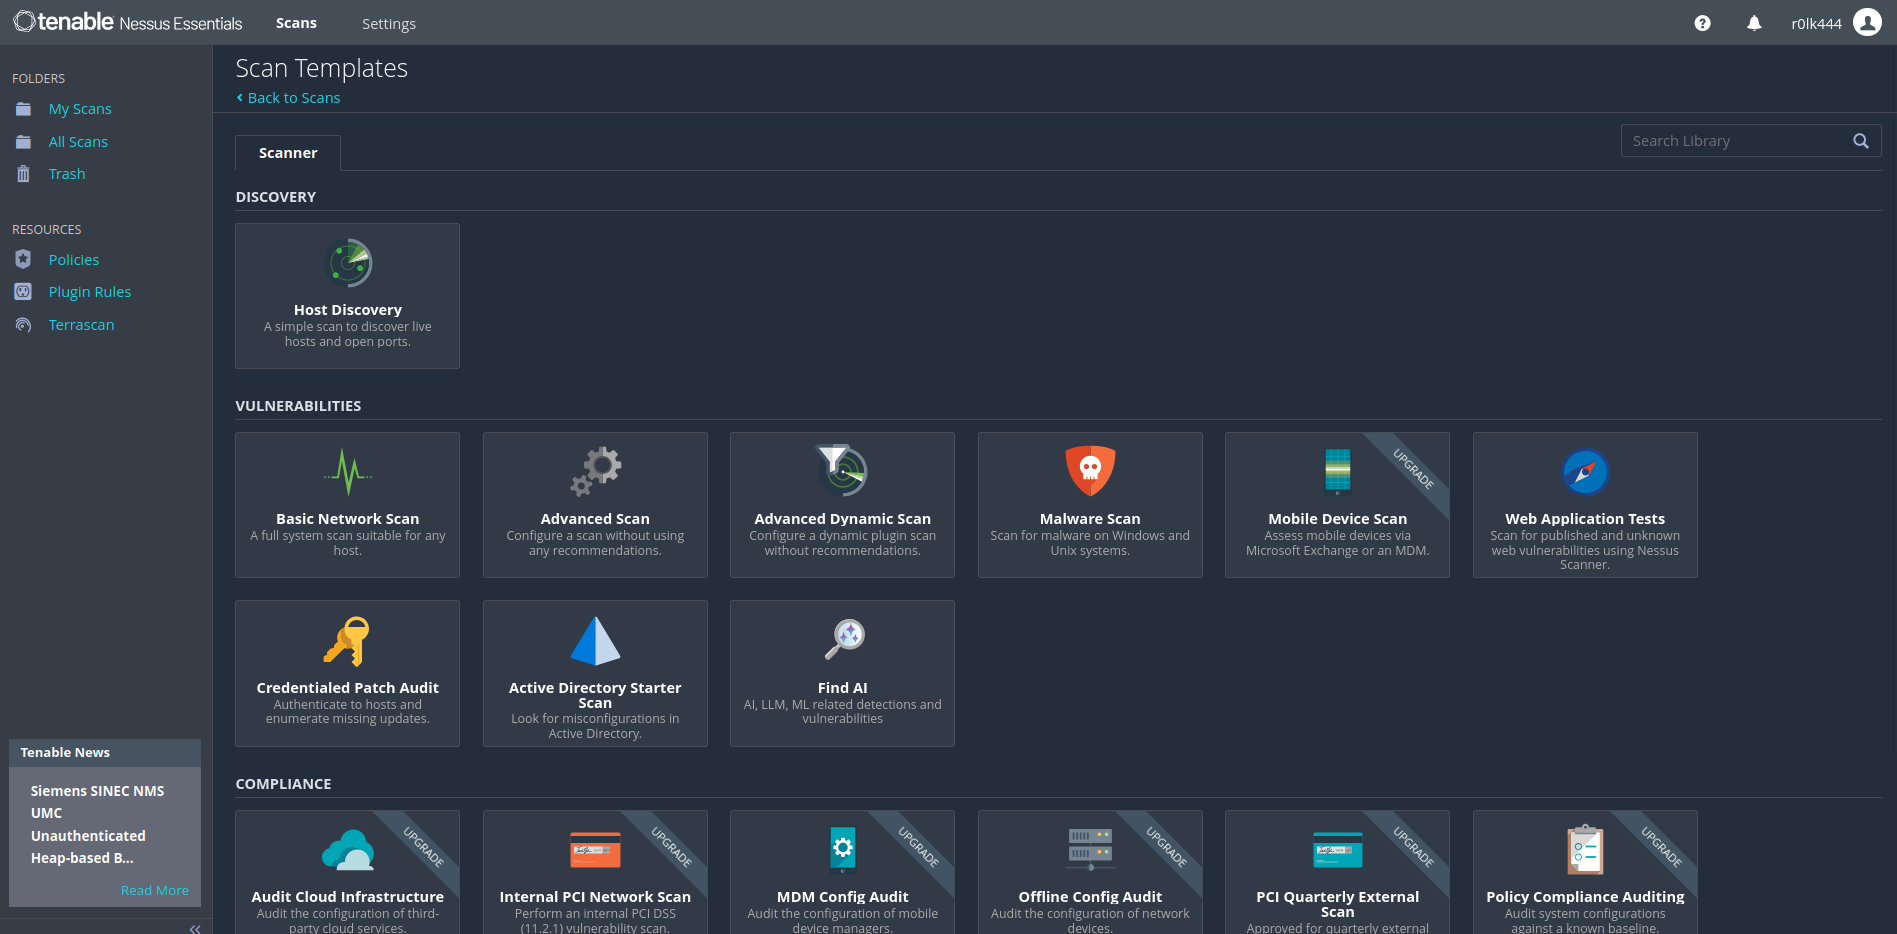 tenable Nessus Essentials
Scans
Settings
r0lk444
FOLDERS
My Scans
All Scans
Trash
RESOURCES
Policies
Plugin Rules
Terrascan
Tenable News
Siemens SINEC NMS
UMC
Unauthenticated
Heap-based B...
Read More
Scan Templates
Back to Scans
Scanner
Search Library
DISCOVERY
Host Discovery
A simple scan to discover live
hosts and open ports.
VULNERABILITIES
Basic Network Scan
A full system scan suitable for any
host.
Advanced Scan
Configure a scan without using
any recommendations.
Advanced Dynamic Scan
Configure a dynamic plugin scan
without recommendations.
Malware Scan
Scan for malware on Windows and
Unix systems.
UPGRADE
Mobile Device Scan
Assess mobile devices via
Microsoft Exchange or an MDM.
Web Application Tests
Scan for published and unknown
web vulnerabilities using Nessus
Scanner.
Credentialed Patch Audit
Authenticate to hosts and
enumerate missing updates.
Active Directory Starter
Scan
Look for misconfigurations in
Active Directory.
Find AI
AI, LLM, ML related detections and
vulnerabilities
COMPLIANCE
UPGRADE
Audit Cloud Infrastructure
Audit the configuration of third-
party cloud services.
UPGRADE
Internal PCI Network Scan
Perform an internal PCI DSS
(11.2.1) vulnerability scan.
UPGRADE
MDM Config Audit
Audit the configuration of mobile
device managers.
UPGRADE
Offline Config Audit
Audit the configuration of network
devices.
UPGRADE
PCI Quarterly External
Scan
Approved for quarterly external
UPGRADE
Policy Compliance Auditing
Audit system configurations
against a known baseline.